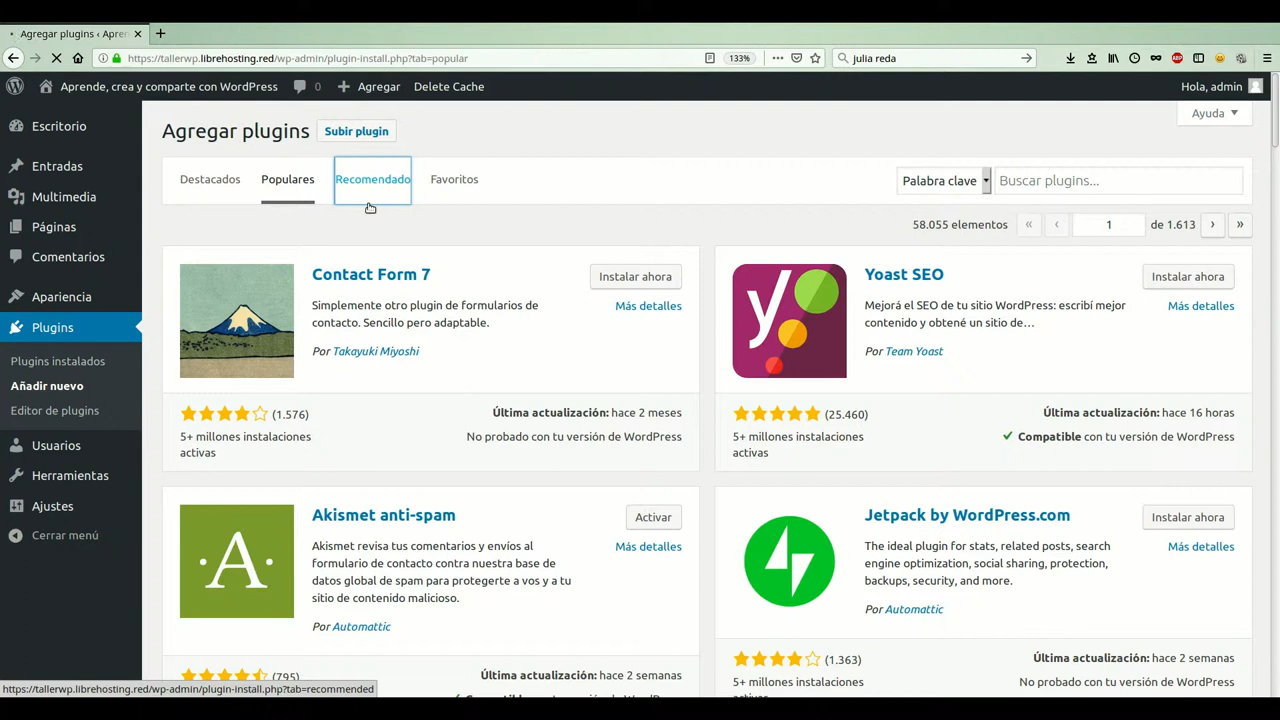 Agregar plugins ‹ Apren
https://tallerwp.librehosting.red/wp-admin/plugin-install.php?tab=popular
133%
julia reda
Aprende, crea y comparte con WordPress
0
Agregar
Delete Cache
Hola, admin
Escritorio
Entradas
Multimedia
Páginas
Comentarios
Apariencia
Plugins
Plugins instalados
Añadir nuevo
Editor de plugins
Usuarios
Herramientas
Ajustes
Cerrar menú
Ayuda
Agregar plugins
Subir plugin
Destacados
Populares
Recomendado
Favoritos
Palabra clave
Buscar plugins...
58.055 elementos
«
‹
1
de 1.613
›
»
Contact Form 7
Instalar ahora
Más detalles
Simplemente otro plugin de formularios de
contacto. Sencillo pero adaptable.
Por Takayuki Miyoshi
(1.576)
5+ millones instalaciones
activas
Última actualización: hace 2 meses
No probado con tu versión de WordPress
Yoast SEO
Instalar ahora
Más detalles
Mejorá el SEO de tu sitio WordPress: escribí mejor
contenido y obtené un sitio de…
Por Team Yoast
(25.460)
5+ millones instalaciones
activas
Última actualización: hace 16 horas
Compatible con tu versión de WordPress
·A·
Akismet anti-spam
Activar
Más detalles
Akismet revisa tus comentarios y envíos al
formulario de contacto contra nuestra base de
datos global de spam para protegerte a vos y a tu
sitio de contenido malicioso.
Por Automattic
(795)
Última actualización: hace 2 semanas
Jetpack by WordPress.com
Instalar ahora
Más detalles
The ideal plugin for stats, related posts, search
engine optimization, social sharing, protection,
backups, security, and more.
Por Automattic
(1.363)
5+ millones instalaciones
activas
Última actualización: hace 2 semanas
No probado con tu versión de WordPress
https://tallerwp.librehosting.red/wp-admin/plugin-install.php?tab=recommended